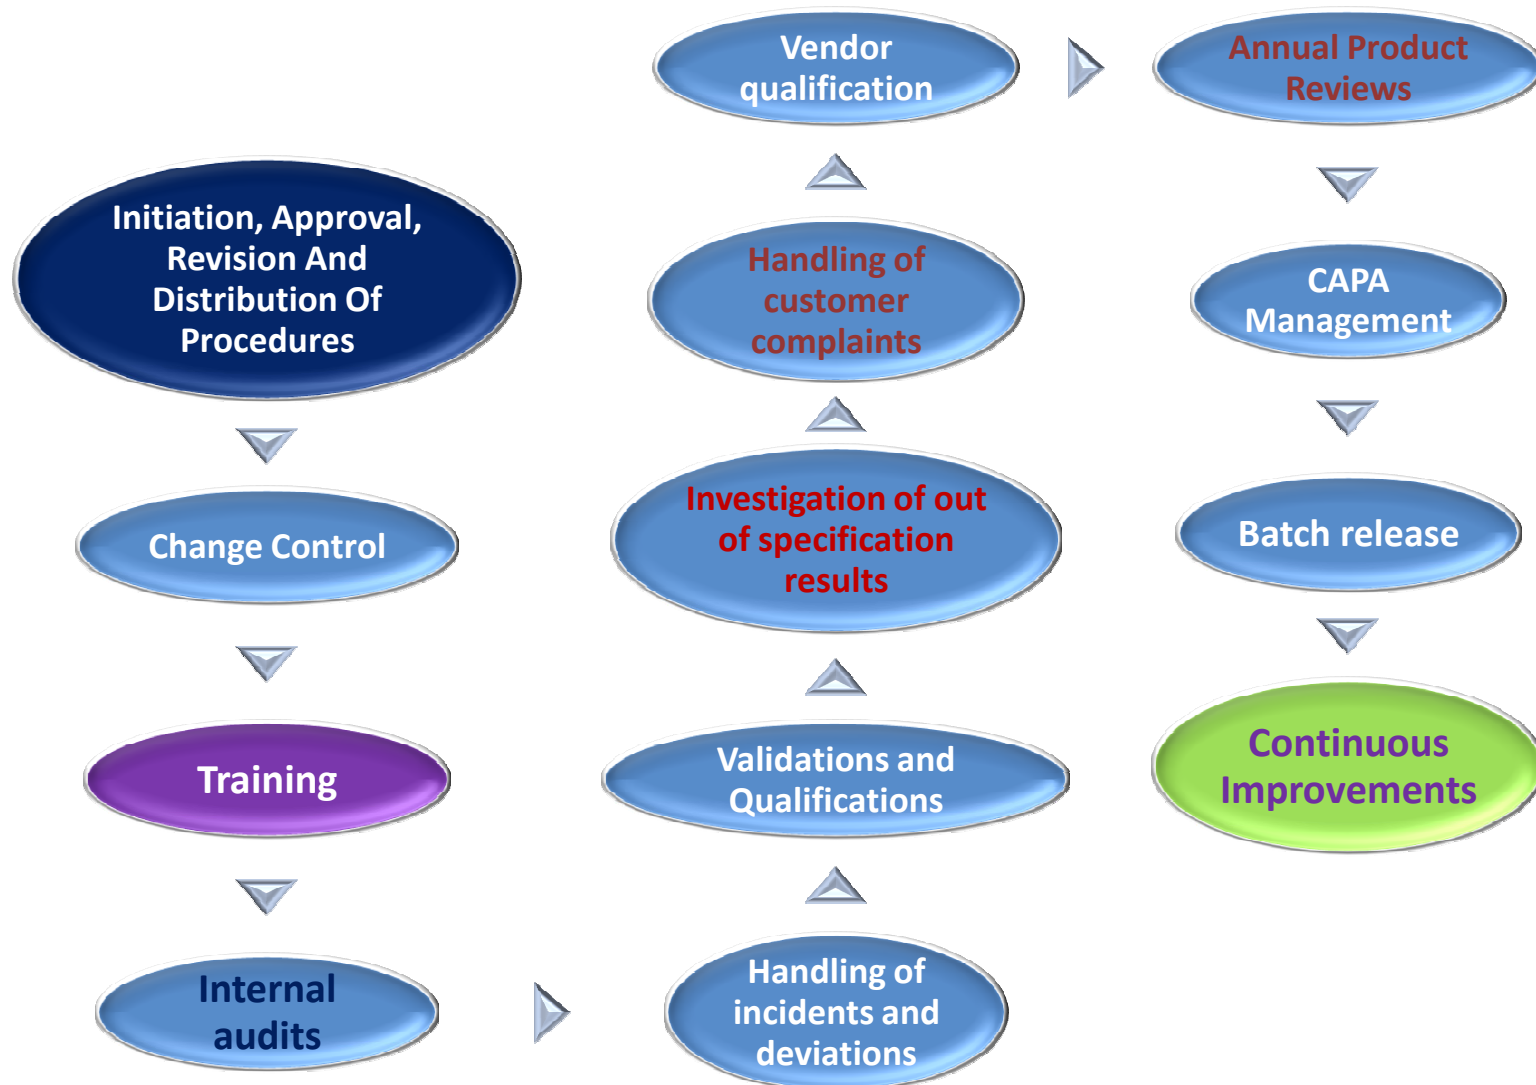 Initiation, Approval,
Revision And
Distribution Of
Procedures
Change Control
Training
Internal
audits
Handling of
incidents and
deviations
Validations and
Qualifications
Investigation of out
of specification
results
Handling of
customer
complaints
Vendor
qualification
Annual Product
Reviews
CAPA
Management
Batch release
Continuous
Improvements